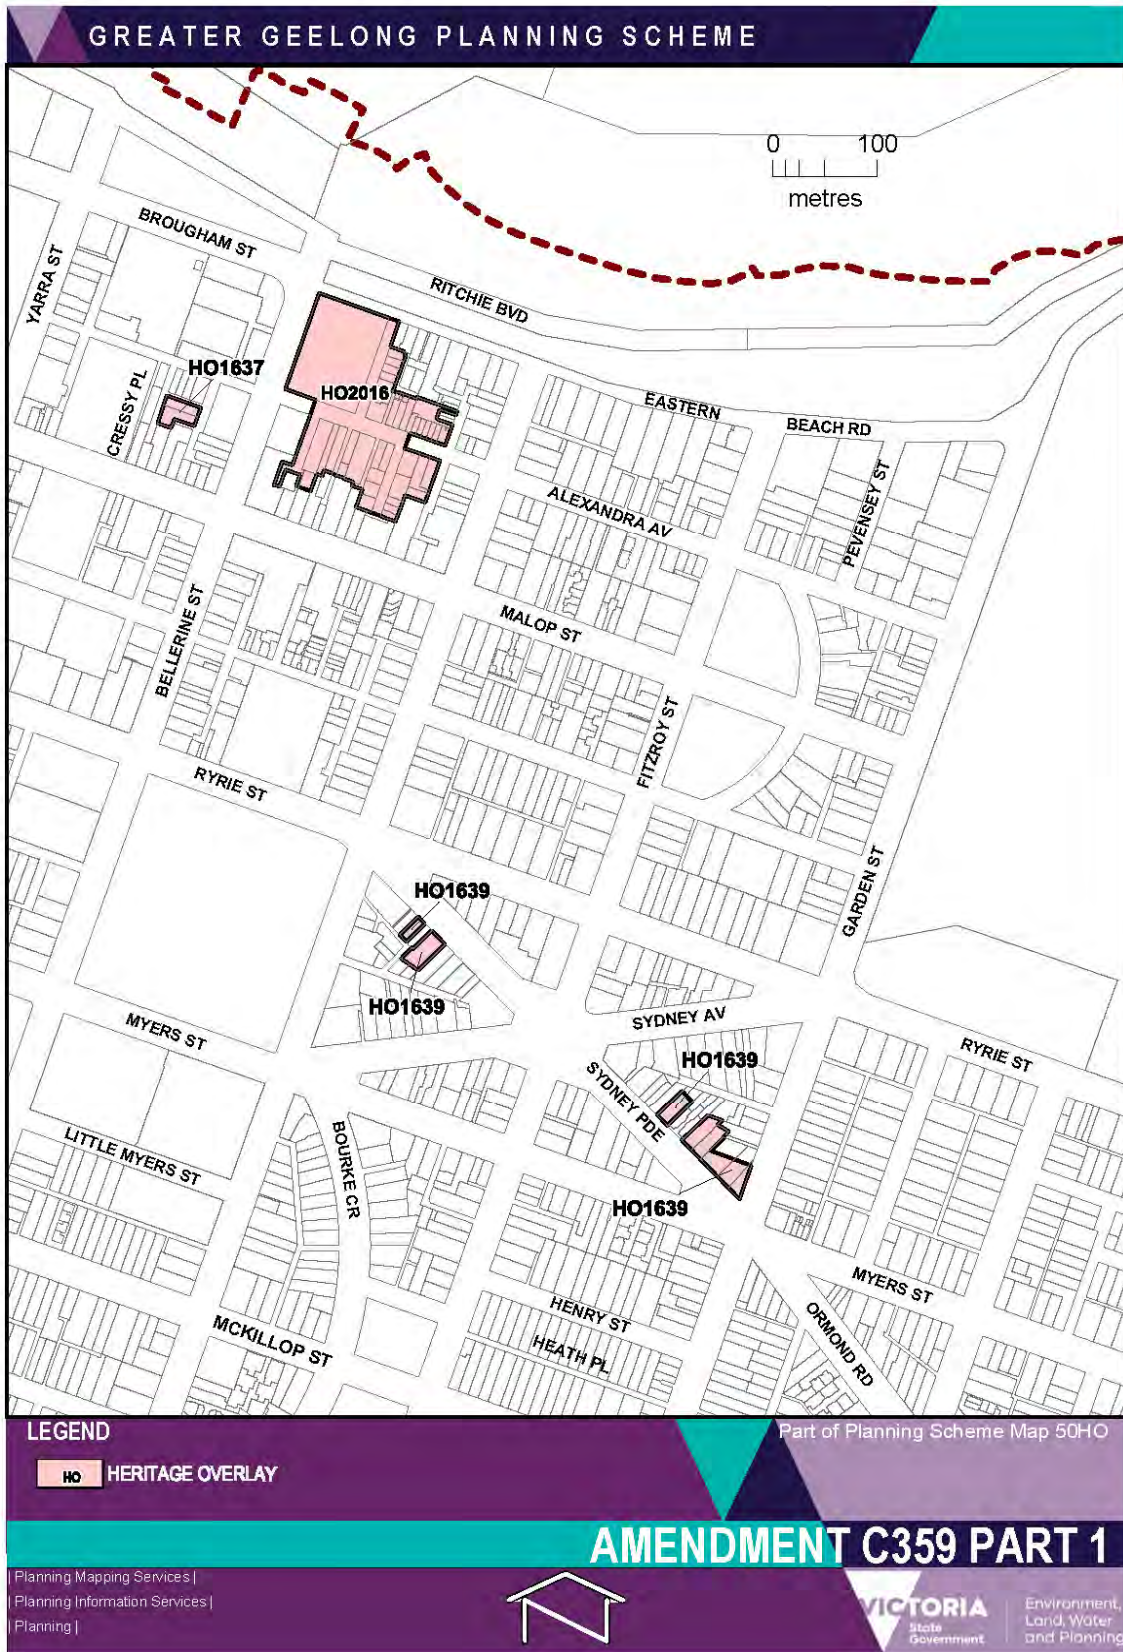 GREATER GEELONG PLANNING SCHEME
0 100
metres
BROUGHAM ST
YARRA ST
RITCHIE BVD
HO1637
HO2016
CRESSY PL
EASTERN
BEACH RD
PEVENSEY ST
ALEXANDRA AV
MALOP ST
BELLERINE ST
FITZROY ST
RYRIE ST
GARDEN ST
HO1639
HO1639
MYERS ST
SYDNEY AV
RYRIE ST
HO1639
SYDNEY PDE
LITTLE MYERS ST
BOURKE CR
HO1639
MYERS ST
HENRY ST
ORMOND RD
MCKILLOP ST
HEATH PL
LEGEND
Part of Planning Scheme Map 50HO
HO HERITAGE OVERLAY
AMENDMENT C359 PART 1
| Planning Mapping Services |
| Planning Information Services |
| Planning |
N
VICTORIA
State
Government
Environment,
Land, Water
and Planning